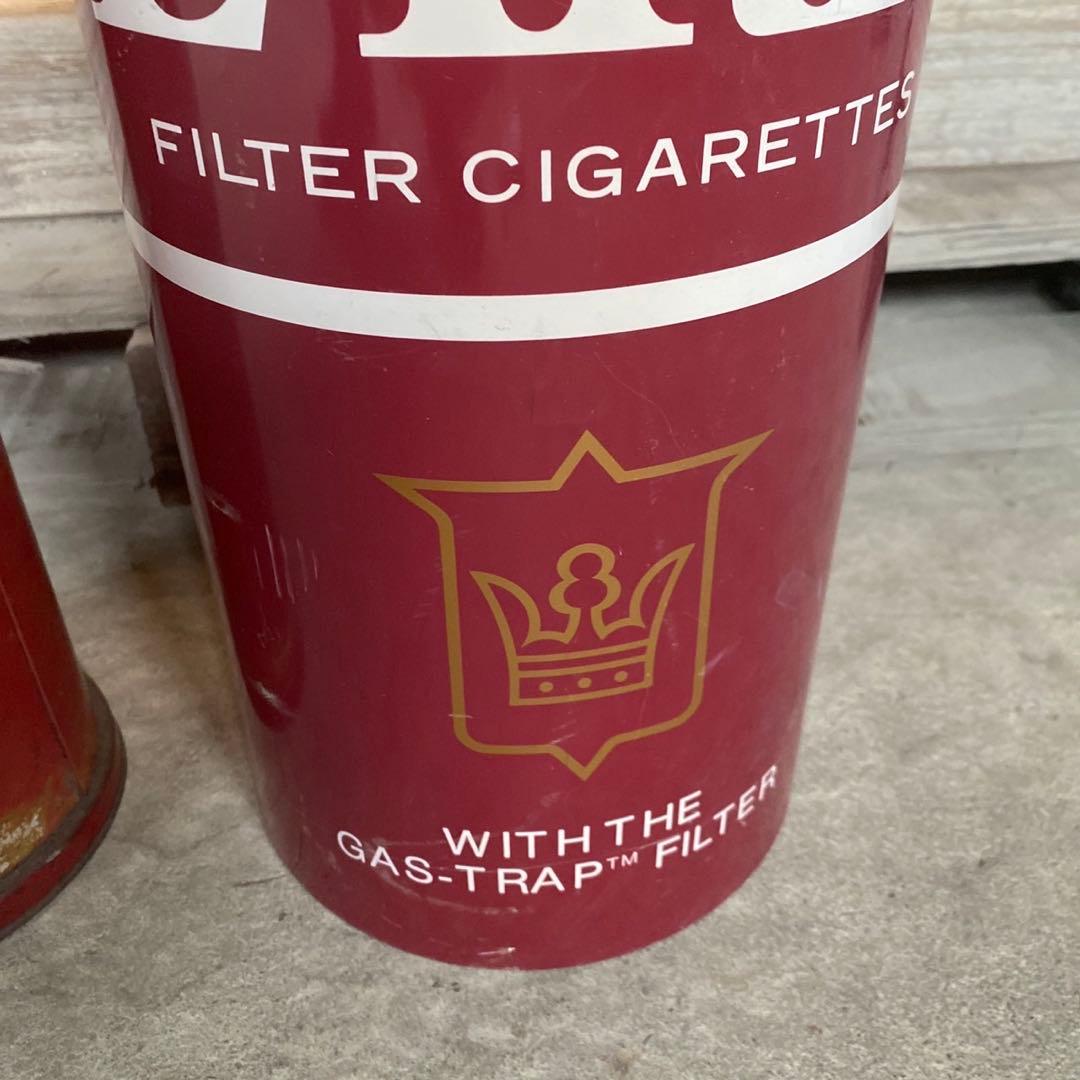 FILTER CIGARETTES
WITH THE
GAS-TRAP™ FILTER